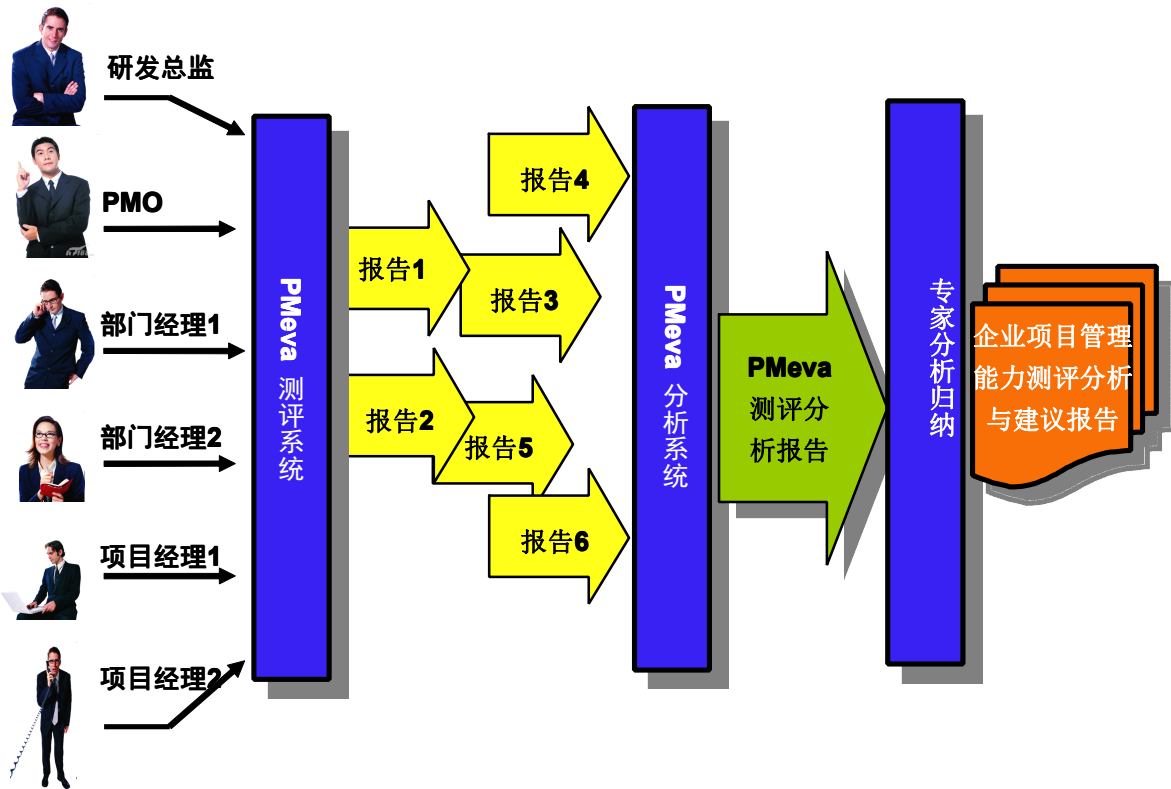 研发总监
PMO
部门经理1
部门经理2
项目经理1
项目经理2
PMeva 测评系统
报告1
报告2
报告4
报告3
报告5
报告6
PMeva 分析系统
PMeva
测评分
析报告
专家分析归纳
企业项目管理
能力测评分析
与建议报告